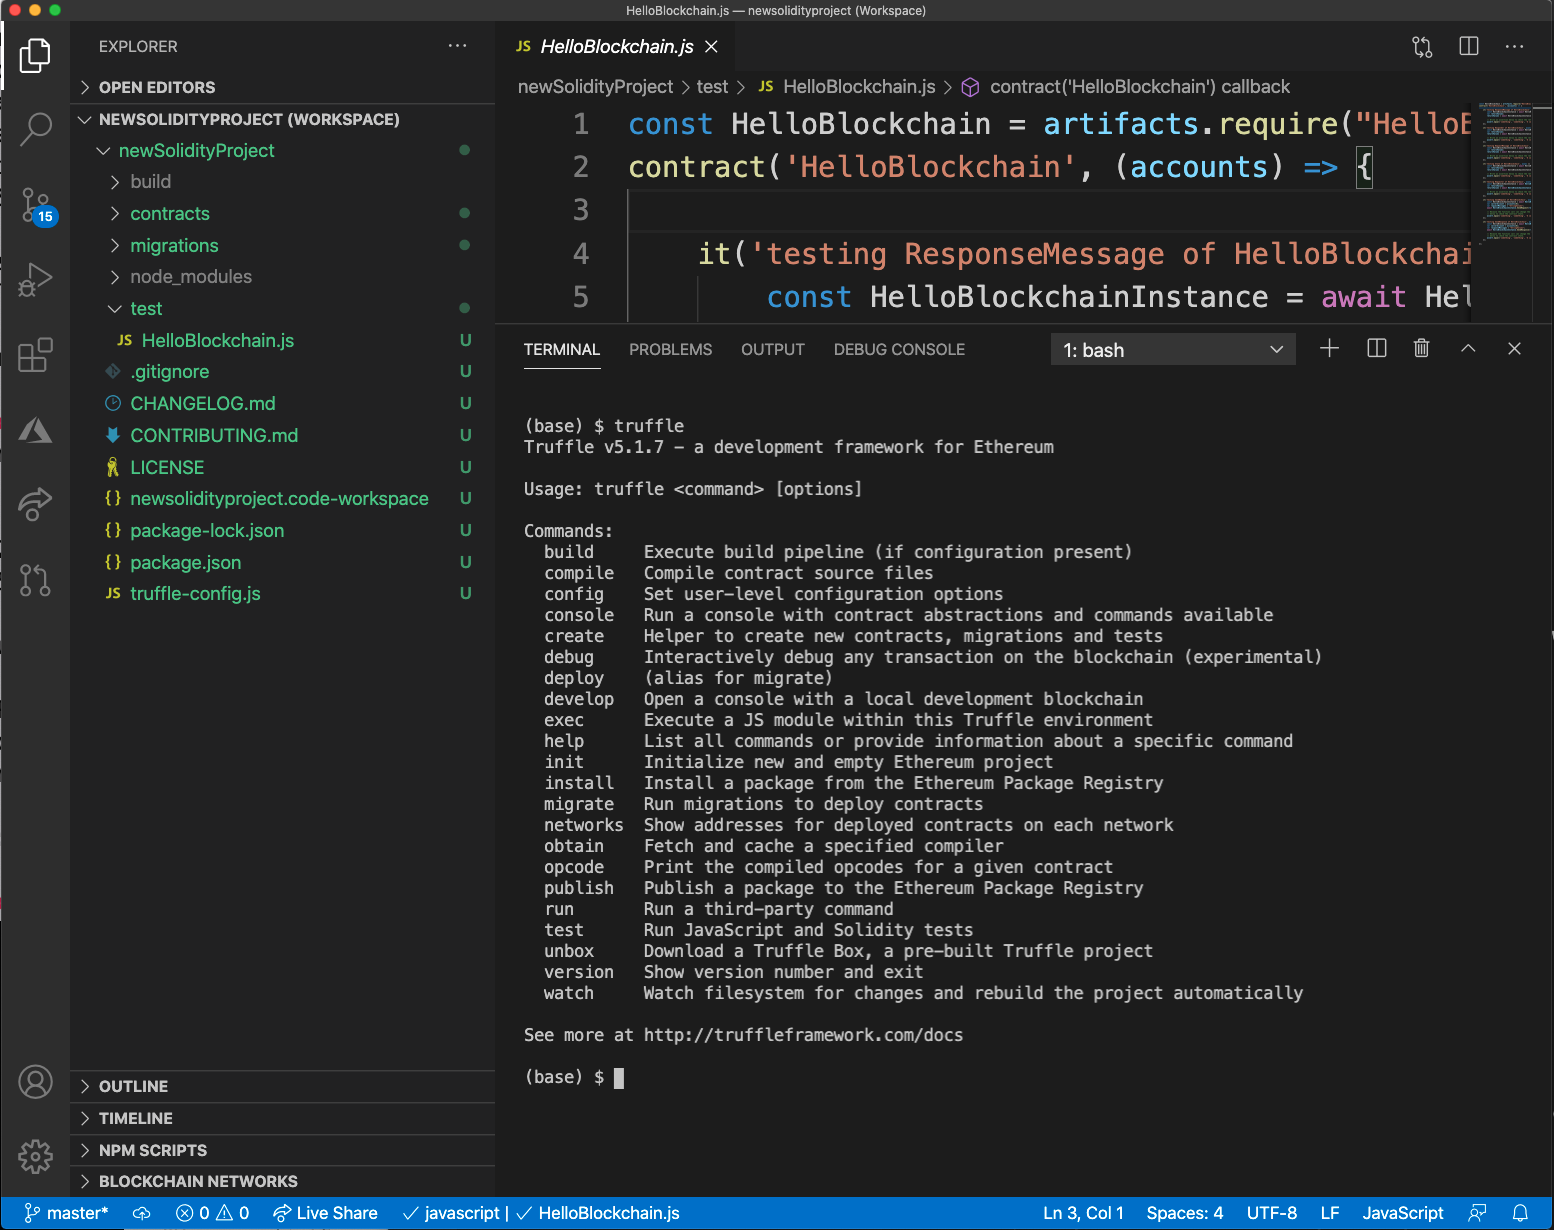 HelloBlockchain.js — newsolidityproject (Workspace)
EXPLORER
OPEN EDITORS
NEWSOLIDITYPROJECT (WORKSPACE)
newSolidityProject
build
contracts
migrations
node_modules
test
JS HelloBlockchain.js U
.gitignore U
CHANGELOG.md U
CONTRIBUTING.md U
LICENSE U
{} newsolidityproject.code-workspace U
{} package-lock.json U
{} package.json U
JS truffle-config.js U
15
OUTLINE
TIMELINE
NPM SCRIPTS
BLOCKCHAIN NETWORKS
JS HelloBlockchain.js
newSolidityProject > test > JS HelloBlockchain.js > contract('HelloBlockchain') callback
1 const HelloBlockchain = artifacts.require("HelloB
2 contract('HelloBlockchain', (accounts) => {
3
4 it('testing ResponseMessage of HelloBlockchai
5 const HelloBlockchainInstance = await Hel
TERMINAL PROBLEMS OUTPUT DEBUG CONSOLE 1: bash
(base) $ truffle
Truffle v5.1.7 - a development framework for Ethereum
Usage: truffle <command> [options]
Commands:
build Execute build pipeline (if configuration present)
compile Compile contract source files
config Set user-level configuration options
console Run a console with contract abstractions and commands available
create Helper to create new contracts, migrations and tests
debug Interactively debug any transaction on the blockchain (experimental)
deploy (alias for migrate)
develop Open a console with a local development blockchain
exec Execute a JS module within this Truffle environment
help List all commands or provide information about a specific command
init Initialize new and empty Ethereum project
install Install a package from the Ethereum Package Registry
migrate Run migrations to deploy contracts
networks Show addresses for deployed contracts on each network
obtain Fetch and cache a specified compiler
opcode Print the compiled opcodes for a given contract
publish Publish a package to the Ethereum Package Registry
run Run a third-party command
test Run JavaScript and Solidity tests
unbox Download a Truffle Box, a pre-built Truffle project
version Show version number and exit
watch Watch filesystem for changes and rebuild the project automatically
See more at http://truffleframework.com/docs
(base) $
master* 0 0 Live Share javascript | HelloBlockchain.js Ln 3, Col 1 Spaces: 4 UTF-8 LF JavaScript